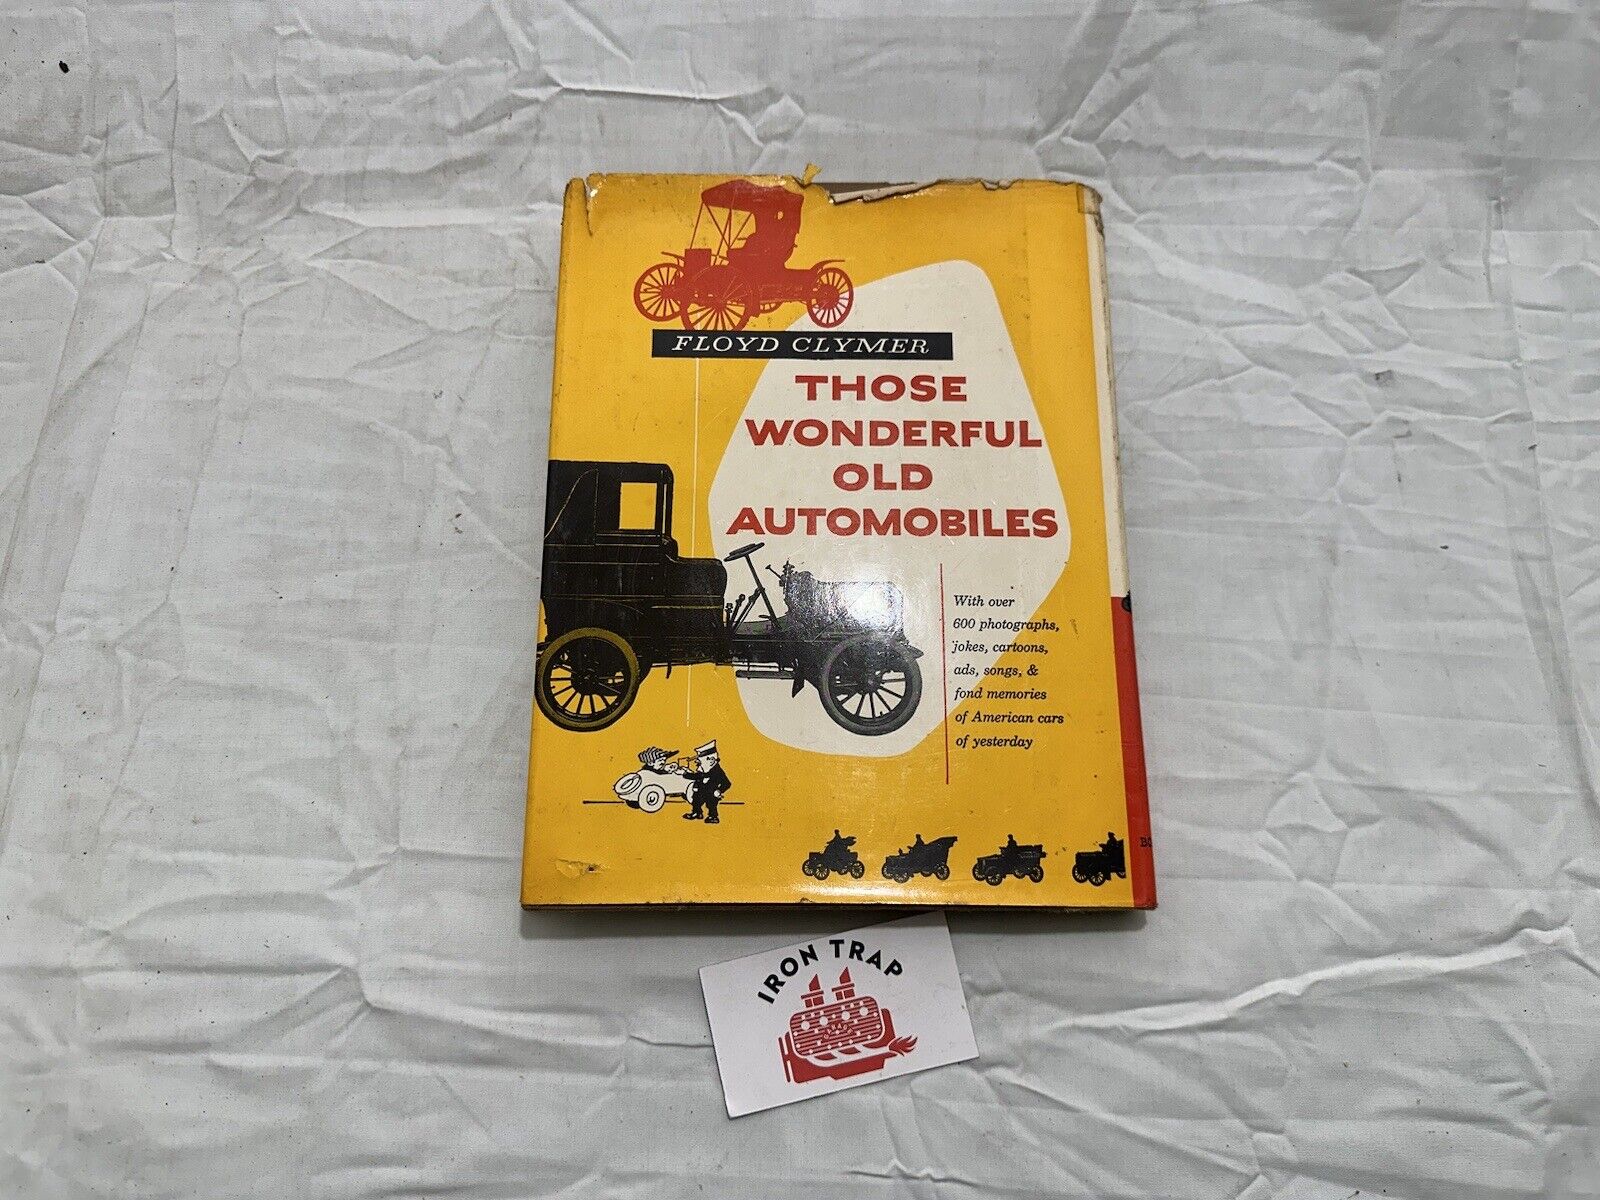 FLOYD CLYMER
THOSE
WONDERFUL
OLD
AUTOMOBILES
With over
600 photographs,
jokes, cartoons,
ads, songs, &
fond memories
of American cars
of yesterday
IRON TRAP